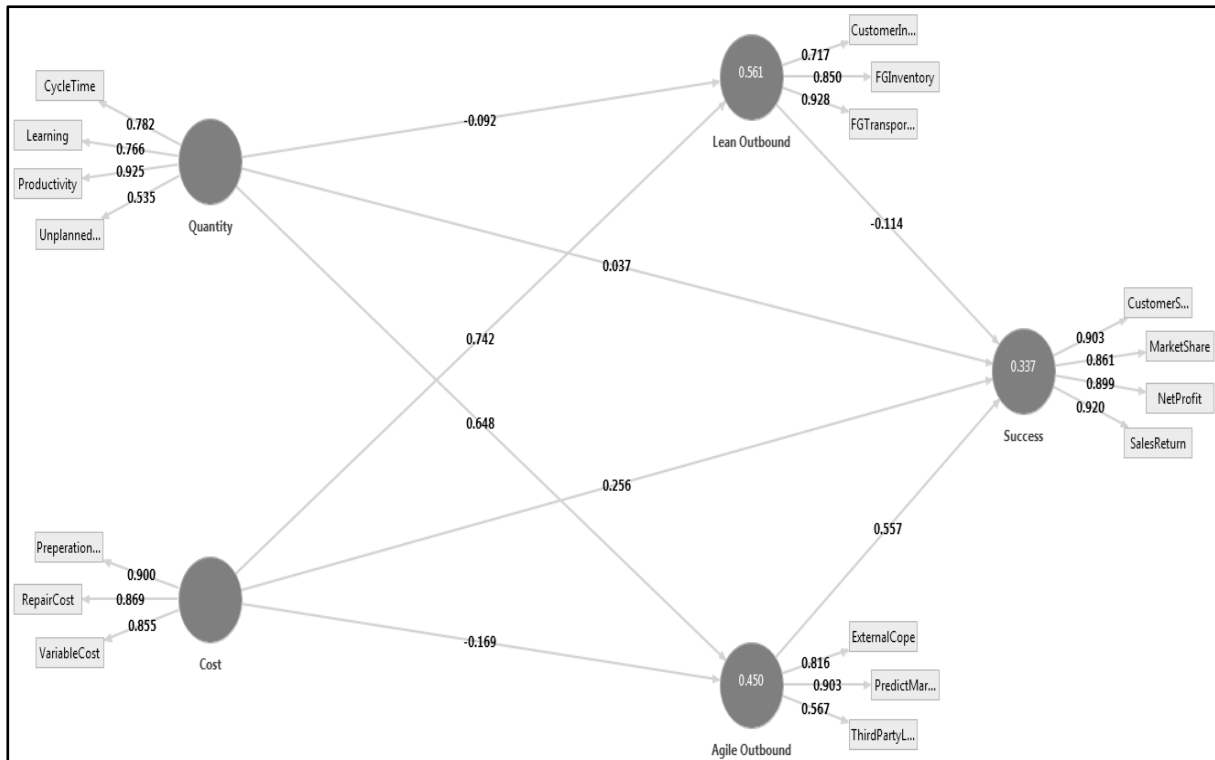 CycleTime
0.782
Learning
0.766
Productivity
0.925
Unplanned...
0.535
Quantity
Preperation...
0.900
RepairCost
0.869
VariableCost
0.855
Cost
-0.092
0.037
0.742
0.648
0.256
-0.169
0.561
Lean Outbound
CustomerIn...
0.717
FGInventory
0.850
FGTranspor...
0.928
-0.114
0.557
0.450
Agile Outbound
ExternalCope
0.816
PredictMar...
0.903
ThirdPartyL...
0.567
0.337
Success
CustomerS...
0.903
MarketShare
0.861
NetProfit
0.899
SalesReturn
0.920